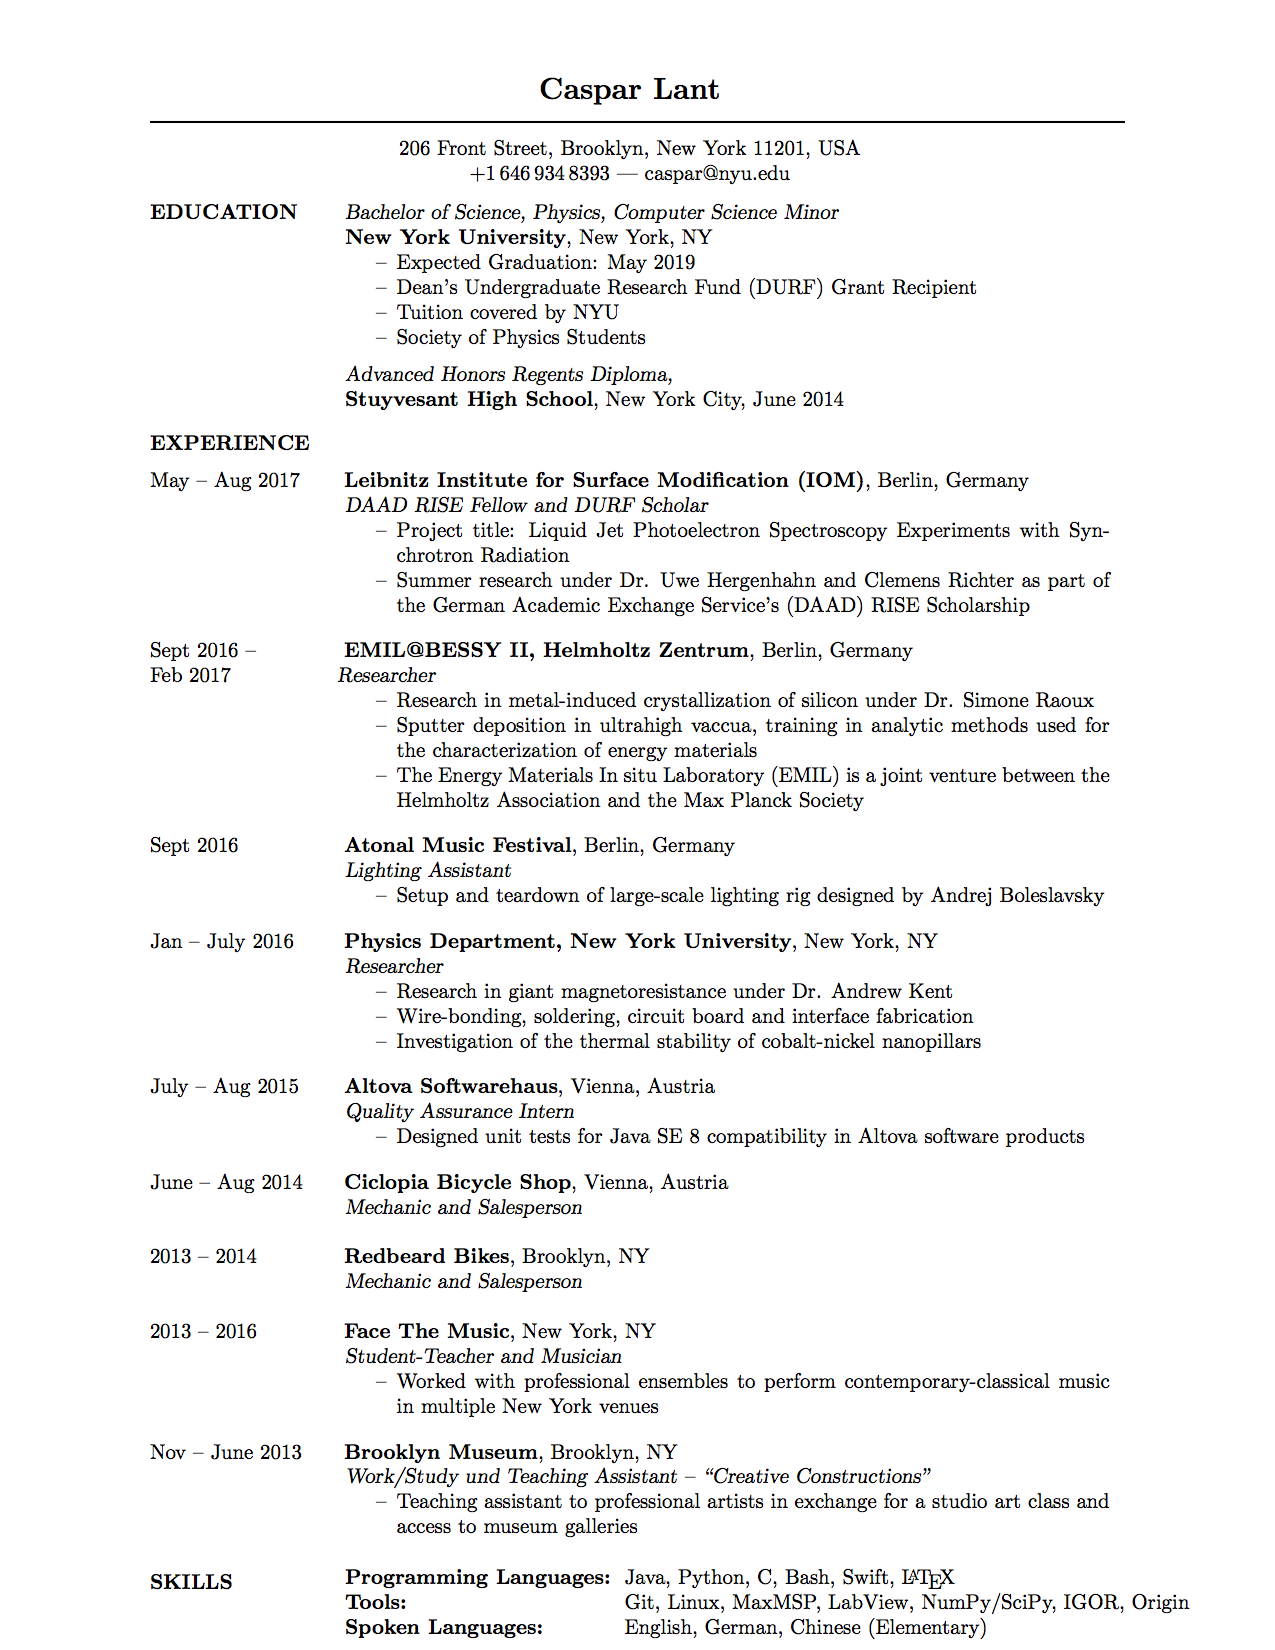 Caspar Lant
206 Front Street, Brooklyn, New York 11201, USA
+1 646 934 8393 — caspar@nyu.edu
EDUCATION Bachelor of Science, Physics, Computer Science Minor
New York University, New York, NY
– Expected Graduation: May 2019
– Dean's Undergraduate Research Fund (DURF) Grant Recipient
– Tuition covered by NYU
– Society of Physics Students
Advanced Honors Regents Diploma,
Stuyvesant High School, New York City, June 2014
EXPERIENCE
May – Aug 2017 Leibnitz Institute for Surface Modification (IOM), Berlin, Germany
DAAD RISE Fellow and DURF Scholar
– Project title: Liquid Jet Photoelectron Spectroscopy Experiments with Syn-
chrotron Radiation
– Summer research under Dr. Uwe Hergenhahn and Clemens Richter as part of
the German Academic Exchange Service's (DAAD) RISE Scholarship
Sept 2016 – EMIL@BESSY II, Helmholtz Zentrum, Berlin, Germany
Feb 2017 Researcher
– Research in metal-induced crystallization of silicon under Dr. Simone Raoux
– Sputter deposition in ultrahigh vaccua, training in analytic methods used for
the characterization of energy materials
– The Energy Materials In situ Laboratory (EMIL) is a joint venture between the
Helmholtz Association and the Max Planck Society
Sept 2016 Atonal Music Festival, Berlin, Germany
Lighting Assistant
– Setup and teardown of large-scale lighting rig designed by Andrej Boleslavsky
Jan – July 2016 Physics Department, New York University, New York, NY
Researcher
– Research in giant magnetoresistance under Dr. Andrew Kent
– Wire-bonding, soldering, circuit board and interface fabrication
– Investigation of the thermal stability of cobalt-nickel nanopillars
July – Aug 2015 Altova Softwarehaus, Vienna, Austria
Quality Assurance Intern
– Designed unit tests for Java SE 8 compatibility in Altova software products
June – Aug 2014 Ciclopia Bicycle Shop, Vienna, Austria
Mechanic and Salesperson
2013 – 2014 Redbeard Bikes, Brooklyn, NY
Mechanic and Salesperson
2013 – 2016 Face The Music, New York, NY
Student-Teacher and Musician
– Worked with professional ensembles to perform contemporary-classical music
in multiple New York venues
Nov – June 2013 Brooklyn Museum, Brooklyn, NY
Work/Study und Teaching Assistant – “Creative Constructions”
– Teaching assistant to professional artists in exchange for a studio art class and
access to museum galleries
SKILLS Programming Languages: Java, Python, C, Bash, Swift, LATEX
Tools: Git, Linux, MaxMSP, LabView, NumPy/SciPy, IGOR, Origin
Spoken Languages: English, German, Chinese (Elementary)